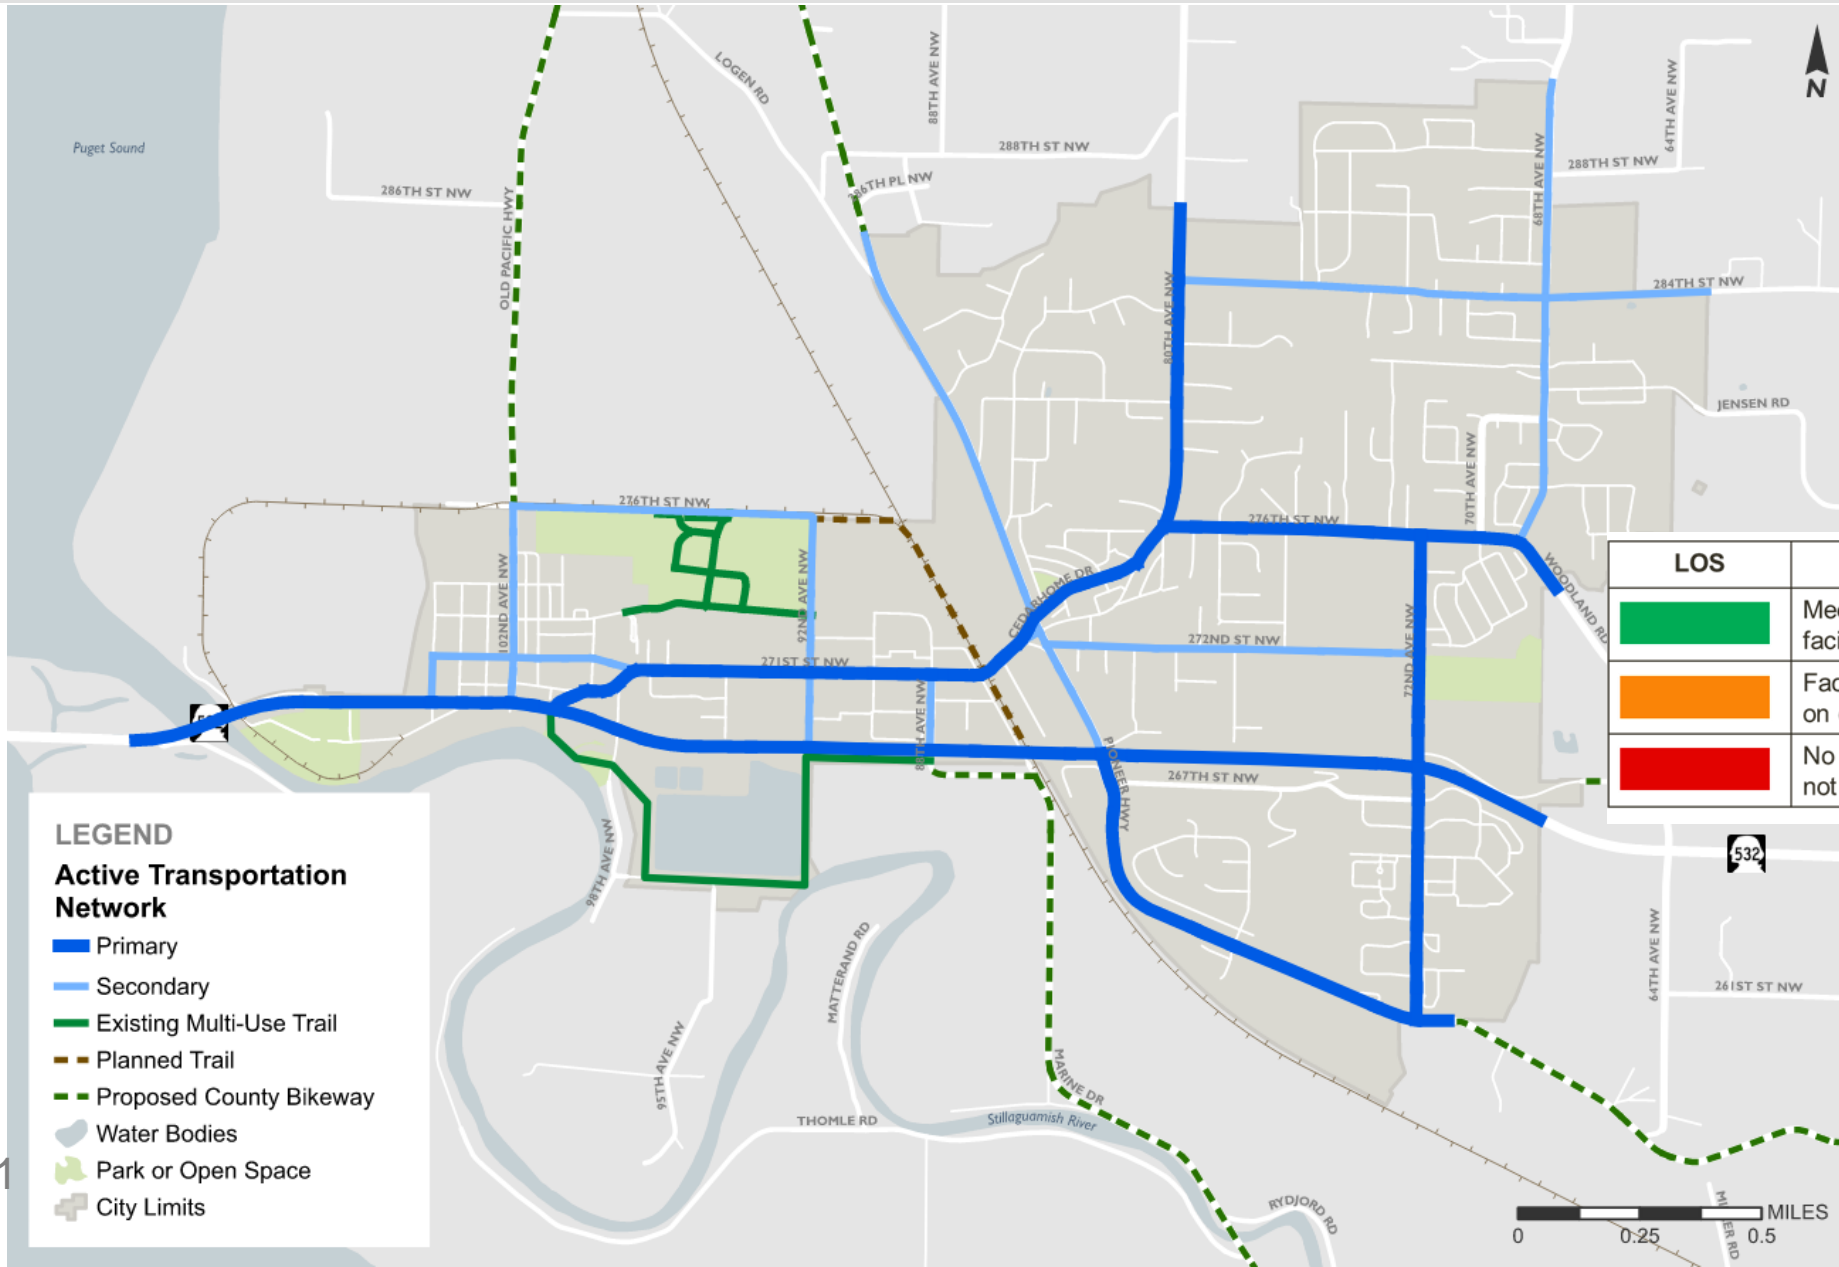 LOGEN RD
88TH AVE NW
64TH AVE NW
N
Puget Sound
288TH ST NW
288TH ST NW
286TH ST NW
286TH PL NW
68TH AVE NW
OLD PACIFIC HWY
80TH AVE NW
284TH ST NW
JENSEN RD
70TH AVE NW
276TH ST NW
276TH ST NW
WOODLAND RD
LOS
102ND AVE NW
92ND AVE NW
CEDARHOME DR
272ND ST NW
72ND AVE NW
271ST ST NW
88TH AVE NW
PIONEER HWY
267TH ST NW
on
No
not
532
LEGEND
Active Transportation
Network
Primary
Secondary
Existing Multi-Use Trail
Planned Trail
Proposed County Bikeway
Water Bodies
Park or Open Space
City Limits
98TH AVE NW
MATTERAND RD
95TH AVE NW
64TH AVE NW
261ST ST NW
MARINE DR
THOMLE RD
Stillaguamish River
RYDJORD RD
MILES
0 0.25 0.5
1